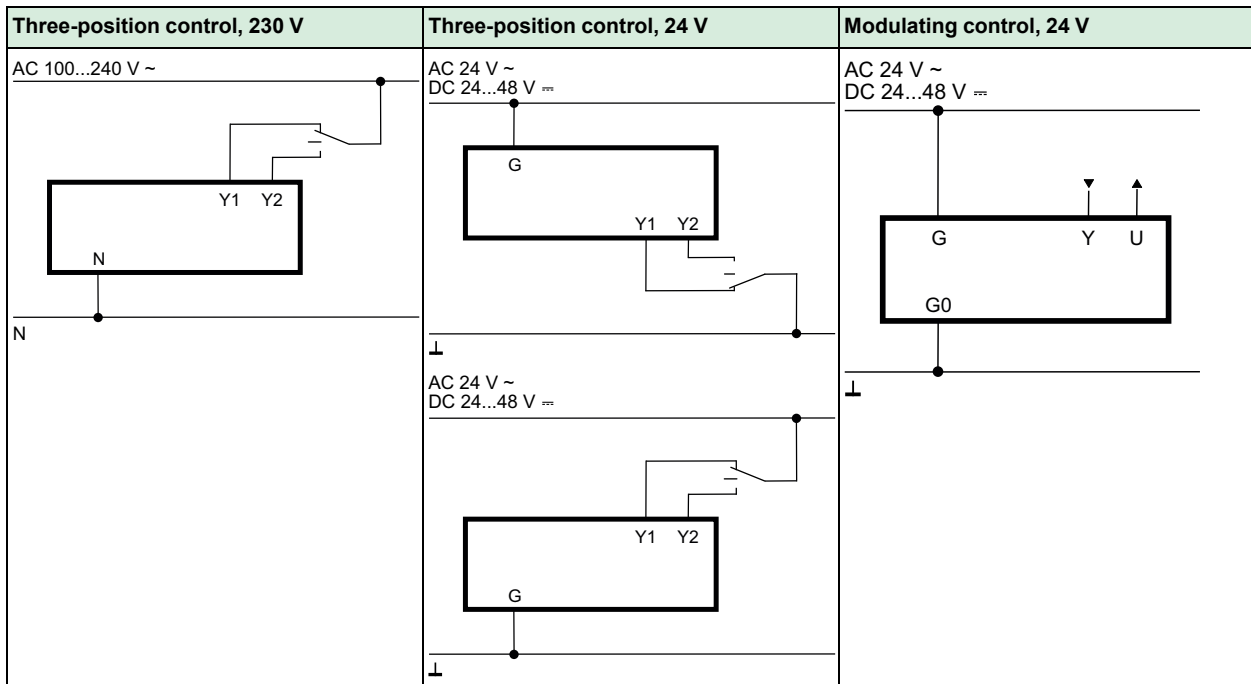 Three-position control, 230 V
AC 100...240 V ~
Y1 Y2
N
N
Three-position control, 24 V
AC 24 V ~
DC 24...48 V ⎓
G
Y1 Y2
⊥
AC 24 V ~
DC 24...48 V ⎓
Y1 Y2
G
⊥
Modulating control, 24 V
AC 24 V ~
DC 24...48 V ⎓
G Y U
G0
⊥